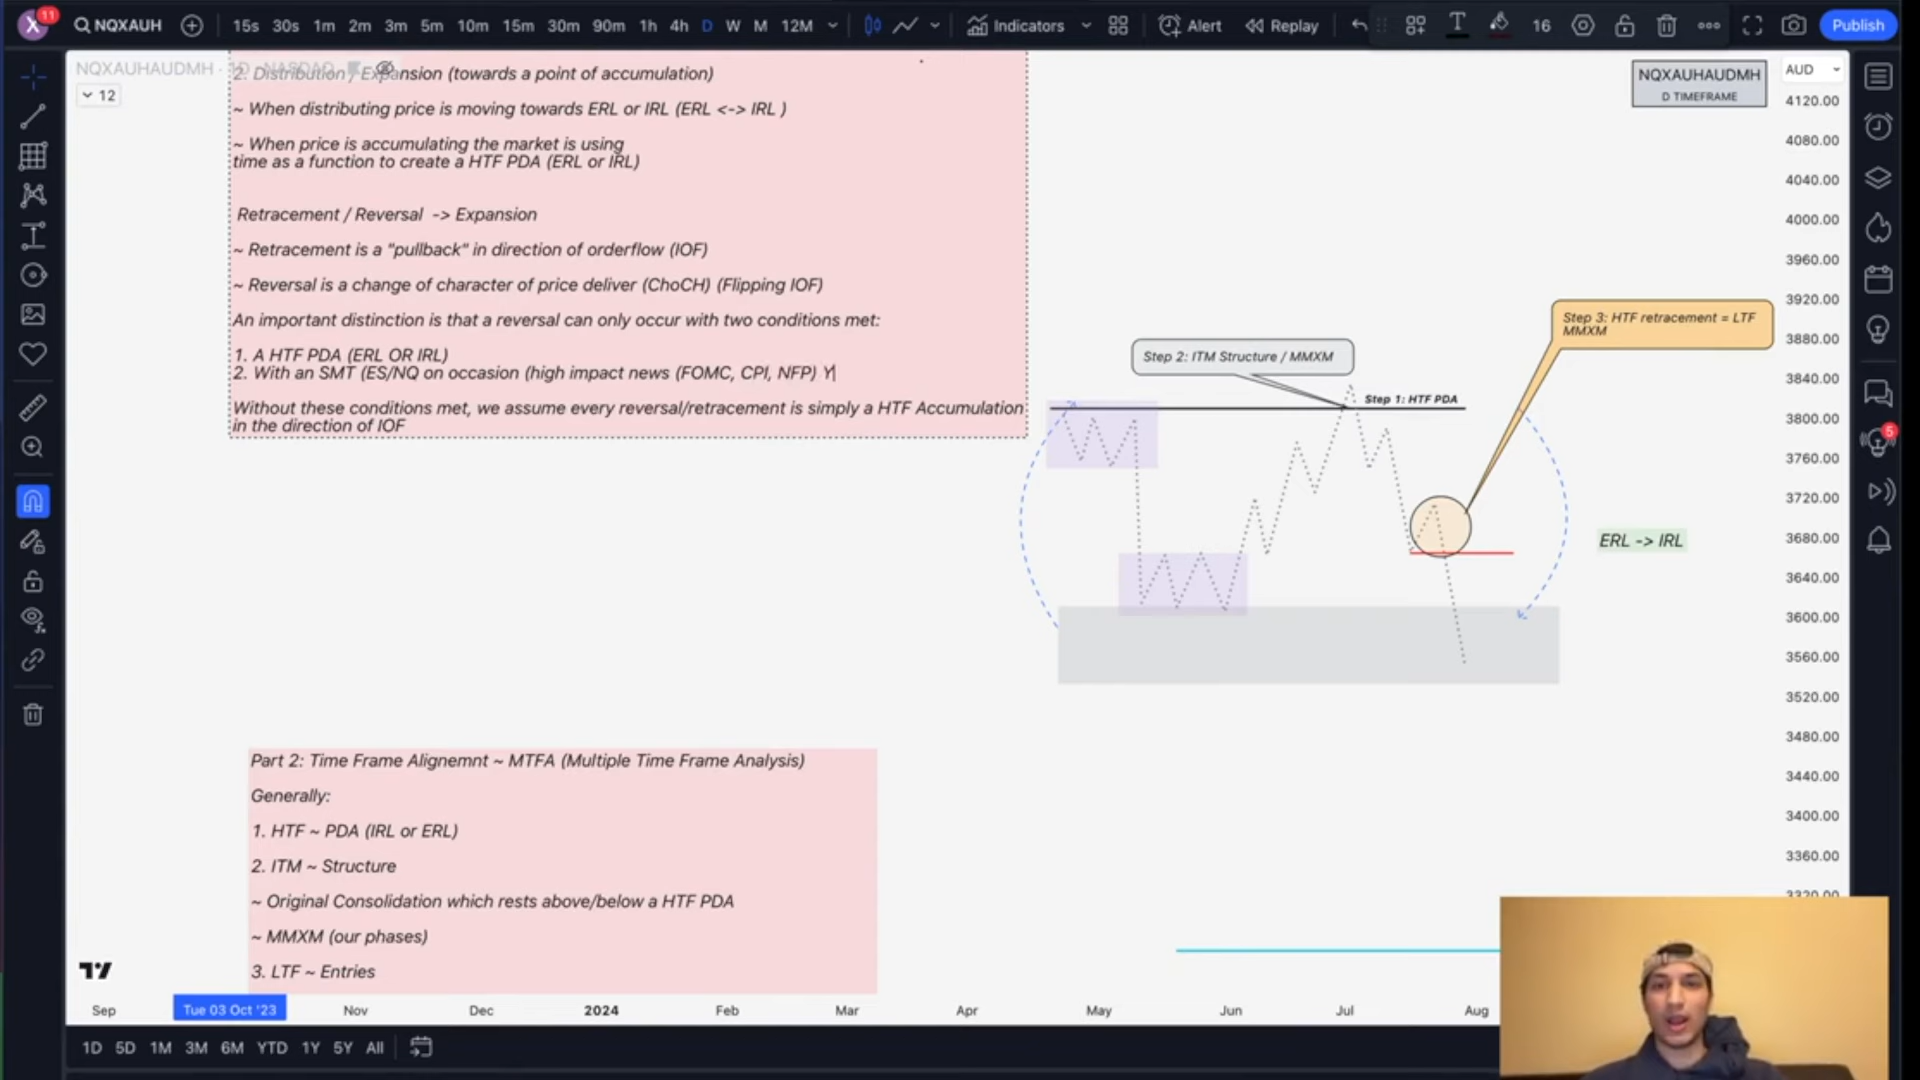 11
NQXAUH
15s 30s 1m 2m 3m 5m 10m 15m 30m 90m 1h 4h D W M 12M
Indicators
Alert
Replay
16
Publish
NQXAUHAUDMH · 1D · NASDAQ
12
2. Distribution / Expansion (towards a point of accumulation)
~ When distributing price is moving towards ERL or IRL (ERL <-> IRL )
~ When price is accumulating the market is using
time as a function to create a HTF PDA (ERL or IRL)
Retracement / Reversal -> Expansion
~ Retracement is a "pullback" in direction of orderflow (IOF)
~ Reversal is a change of character of price deliver (ChoCH) (Flipping IOF)
An important distinction is that a reversal can only occur with two conditions met:
1. A HTF PDA (ERL OR IRL)
2. With an SMT (ES/NQ on occasion (high impact news (FOMC, CPI, NFP) Y
Without these conditions met, we assume every reversal/retracement is simply a HTF Accumulation
in the direction of IOF
Part 2: Time Frame Alignemnt ~ MTFA (Multiple Time Frame Analysis)
Generally:
1. HTF ~ PDA (IRL or ERL)
2. ITM ~ Structure
~ Original Consolidation which rests above/below a HTF PDA
~ MMXM (our phases)
3. LTF ~ Entries
Step 2: ITM Structure / MMXM
Step 1: HTF PDA
Step 3: HTF retracement = LTF
MMXM
ERL -> IRL
NQXAUHAUDMH
D TIMEFRAME
AUD
4120.00
4080.00
4040.00
4000.00
3960.00
3920.00
3880.00
3840.00
3800.00
3760.00
3720.00
3680.00
3640.00
3600.00
3560.00
3520.00
3480.00
3440.00
3400.00
3360.00
3320.00
5
Sep Tue 03 Oct '23 Nov Dec 2024 Feb Mar Apr May Jun Jul Aug
1D 5D 1M 3M 6M YTD 1Y 5Y All